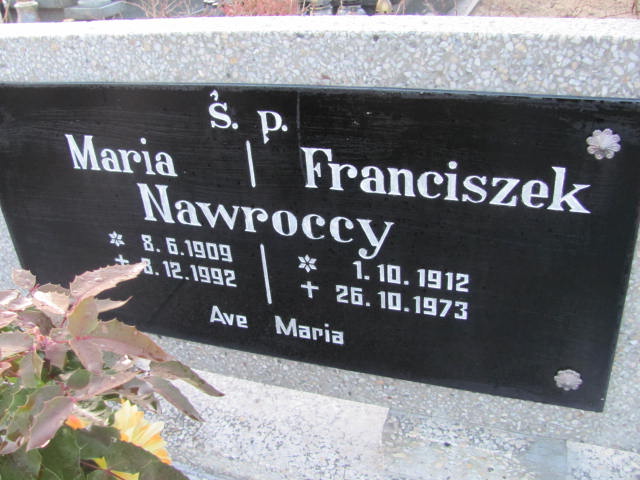 Ś. p.
Maria | Franciszek
Nawroccy
* 8.6.1909 | * 1.10.1912
+ 8.12.1992 | + 26.10.1973
Ave Maria